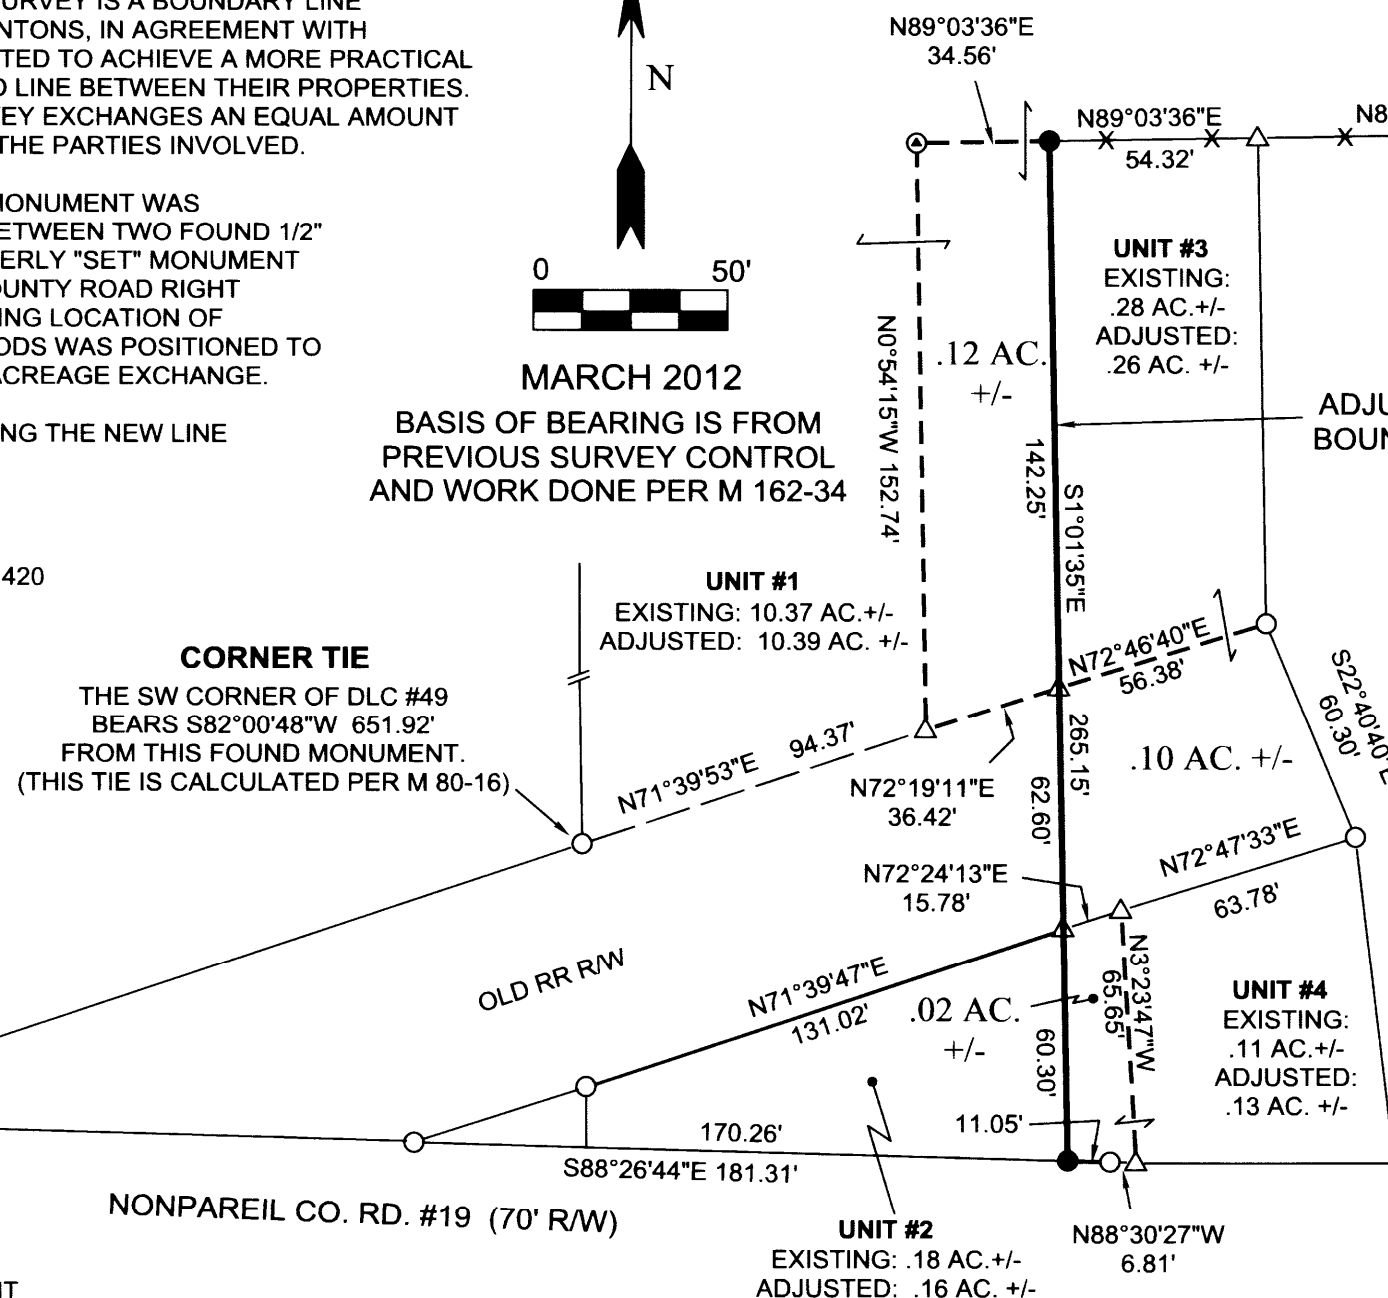 SURVEY IS A BOUNDARY LINE
NTONS, IN AGREEMENT WITH
TED TO ACHIEVE A MORE PRACTICAL
D LINE BETWEEN THEIR PROPERTIES.
VEY EXCHANGES AN EQUAL AMOUNT
THE PARTIES INVOLVED.
MONUMENT WAS
BETWEEN TWO FOUND 1/2"
ERLY "SET" MONUMENT
OUNTY ROAD RIGHT
ING LOCATION OF
ODS WAS POSITIONED TO
ACREAGE EXCHANGE.
NG THE NEW LINE
N
0 50'
MARCH 2012
BASIS OF BEARING IS FROM
PREVIOUS SURVEY CONTROL
AND WORK DONE PER M 162-34
N89°03'36"E
34.56'
N89°03'36"E
54.32'
N8
UNIT #3
EXISTING:
.28 AC.+/-
ADJUSTED:
.26 AC. +/-
.12 AC.
+/-
N0°54'15"W 152.74'
142.25'
S1°01'35"E
265.15'
ADJU
BOUN
420
UNIT #1
EXISTING: 10.37 AC.+/-
ADJUSTED: 10.39 AC. +/-
CORNER TIE
THE SW CORNER OF DLC #49
BEARS S82°00'48"W 651.92'
FROM THIS FOUND MONUMENT.
(THIS TIE IS CALCULATED PER M 80-16)
N72°46'40"E
56.38'
S22°40'40"E
60.30'
N71°39'53"E 94.37'
N72°19'11"E
36.42'
62.60'
.10 AC. +/-
N72°24'13"E
15.78'
N72°47'33"E
63.78'
OLD RR R/W
N71°39'47"E
131.02'
.02 AC.
+/-
60.30'
N3°23'47"W
65.65'
UNIT #4
EXISTING:
.11 AC.+/-
ADJUSTED:
.13 AC. +/-
170.26'
11.05'
S88°26'44"E 181.31'
NONPAREIL CO. RD. #19 (70' R/W)
UNIT #2
EXISTING: .18 AC.+/-
ADJUSTED: .16 AC. +/-
N88°30'27"W
6.81'